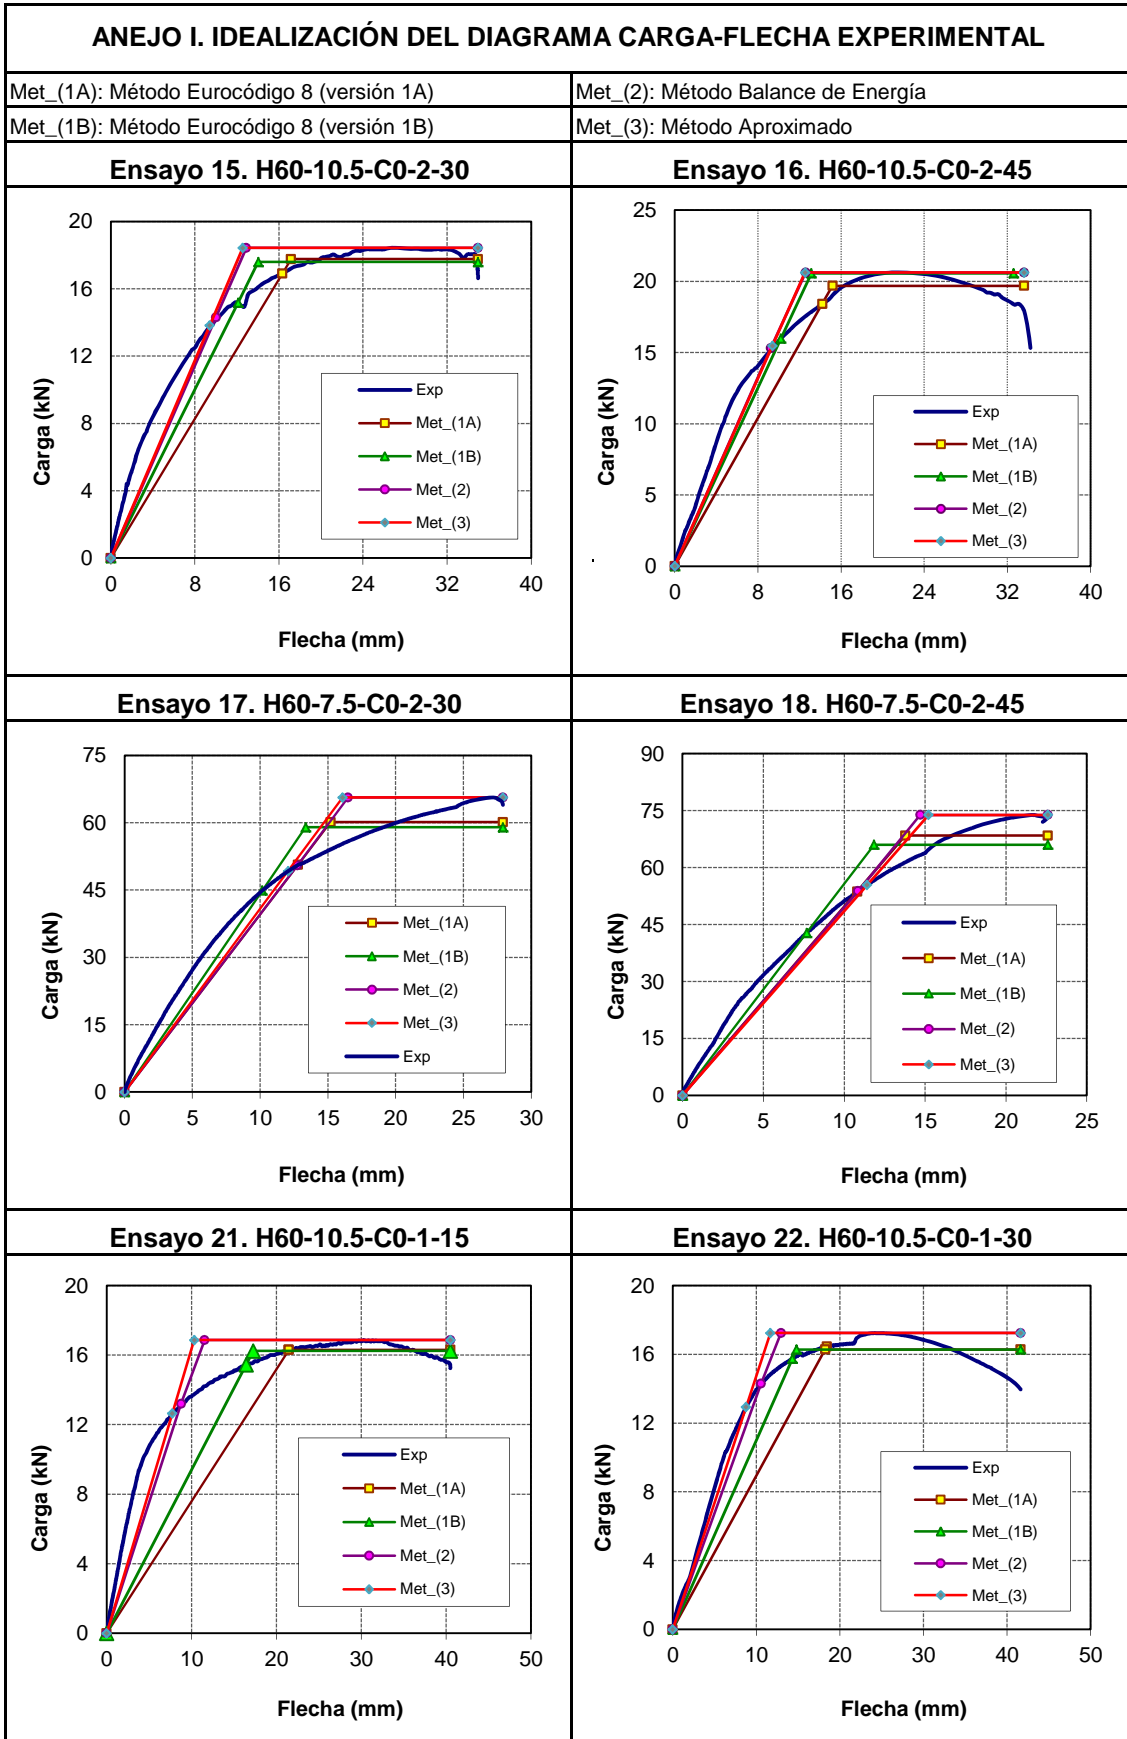 ANEJO I. IDEALIZACIÓN DEL DIAGRAMA CARGA-FLECHA EXPERIMENTAL
Met_(1A): Método Eurocódigo 8 (versión 1A)
Met_(2): Método Balance de Energía
Met_(1B): Método Eurocódigo 8 (versión 1B)
Met_(3): Método Aproximado
Ensayo 15. H60-10.5-C0-2-30
20
16
12
8
4
0
Carga (kN)
Exp
Met_(1A)
Met_(1B)
Met_(2)
Met_(3)
0 8 16 24 32 40
Flecha (mm)
Ensayo 16. H60-10.5-C0-2-45
25
20
15
10
5
0
Carga (kN)
Exp
Met_(1A)
Met_(1B)
Met_(2)
Met_(3)
0 8 16 24 32 40
Flecha (mm)
Ensayo 17. H60-7.5-C0-2-30
75
60
45
30
15
0
Carga (kN)
Met_(1A)
Met_(1B)
Met_(2)
Met_(3)
Exp
0 5 10 15 20 25 30
Flecha (mm)
Ensayo 18. H60-7.5-C0-2-45
90
75
60
45
30
15
0
Carga (kN)
Exp
Met_(1A)
Met_(1B)
Met_(2)
Met_(3)
0 5 10 15 20 25
Flecha (mm)
Ensayo 21. H60-10.5-C0-1-15
20
16
12
8
4
0
Carga (kN)
Exp
Met_(1A)
Met_(1B)
Met_(2)
Met_(3)
0 10 20 30 40 50
Flecha (mm)
Ensayo 22. H60-10.5-C0-1-30
20
16
12
8
4
0
Carga (kN)
Exp
Met_(1A)
Met_(1B)
Met_(2)
Met_(3)
0 10 20 30 40 50
Flecha (mm)